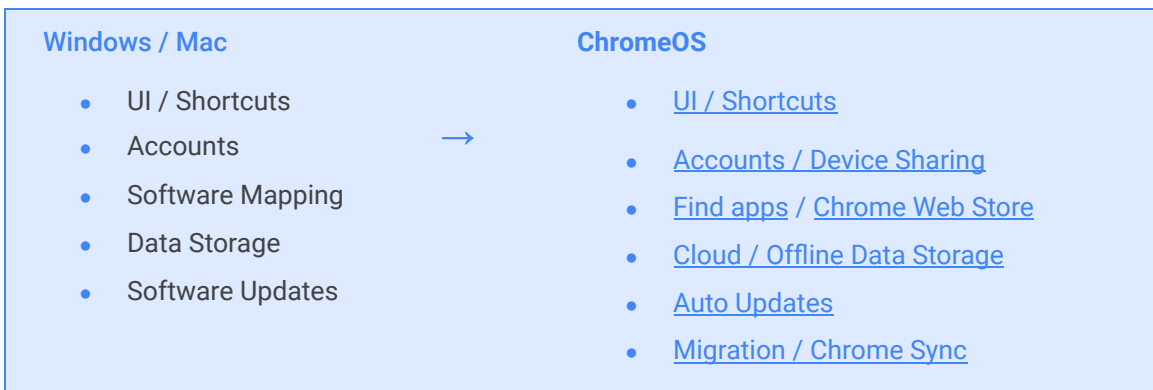 Windows / Mac
● UI / Shortcuts
● Accounts
● Software Mapping
● Data Storage
● Software Updates
→
ChromeOS
● UI / Shortcuts
● Accounts / Device Sharing
● Find apps / Chrome Web Store
● Cloud / Offline Data Storage
● Auto Updates
● Migration / Chrome Sync